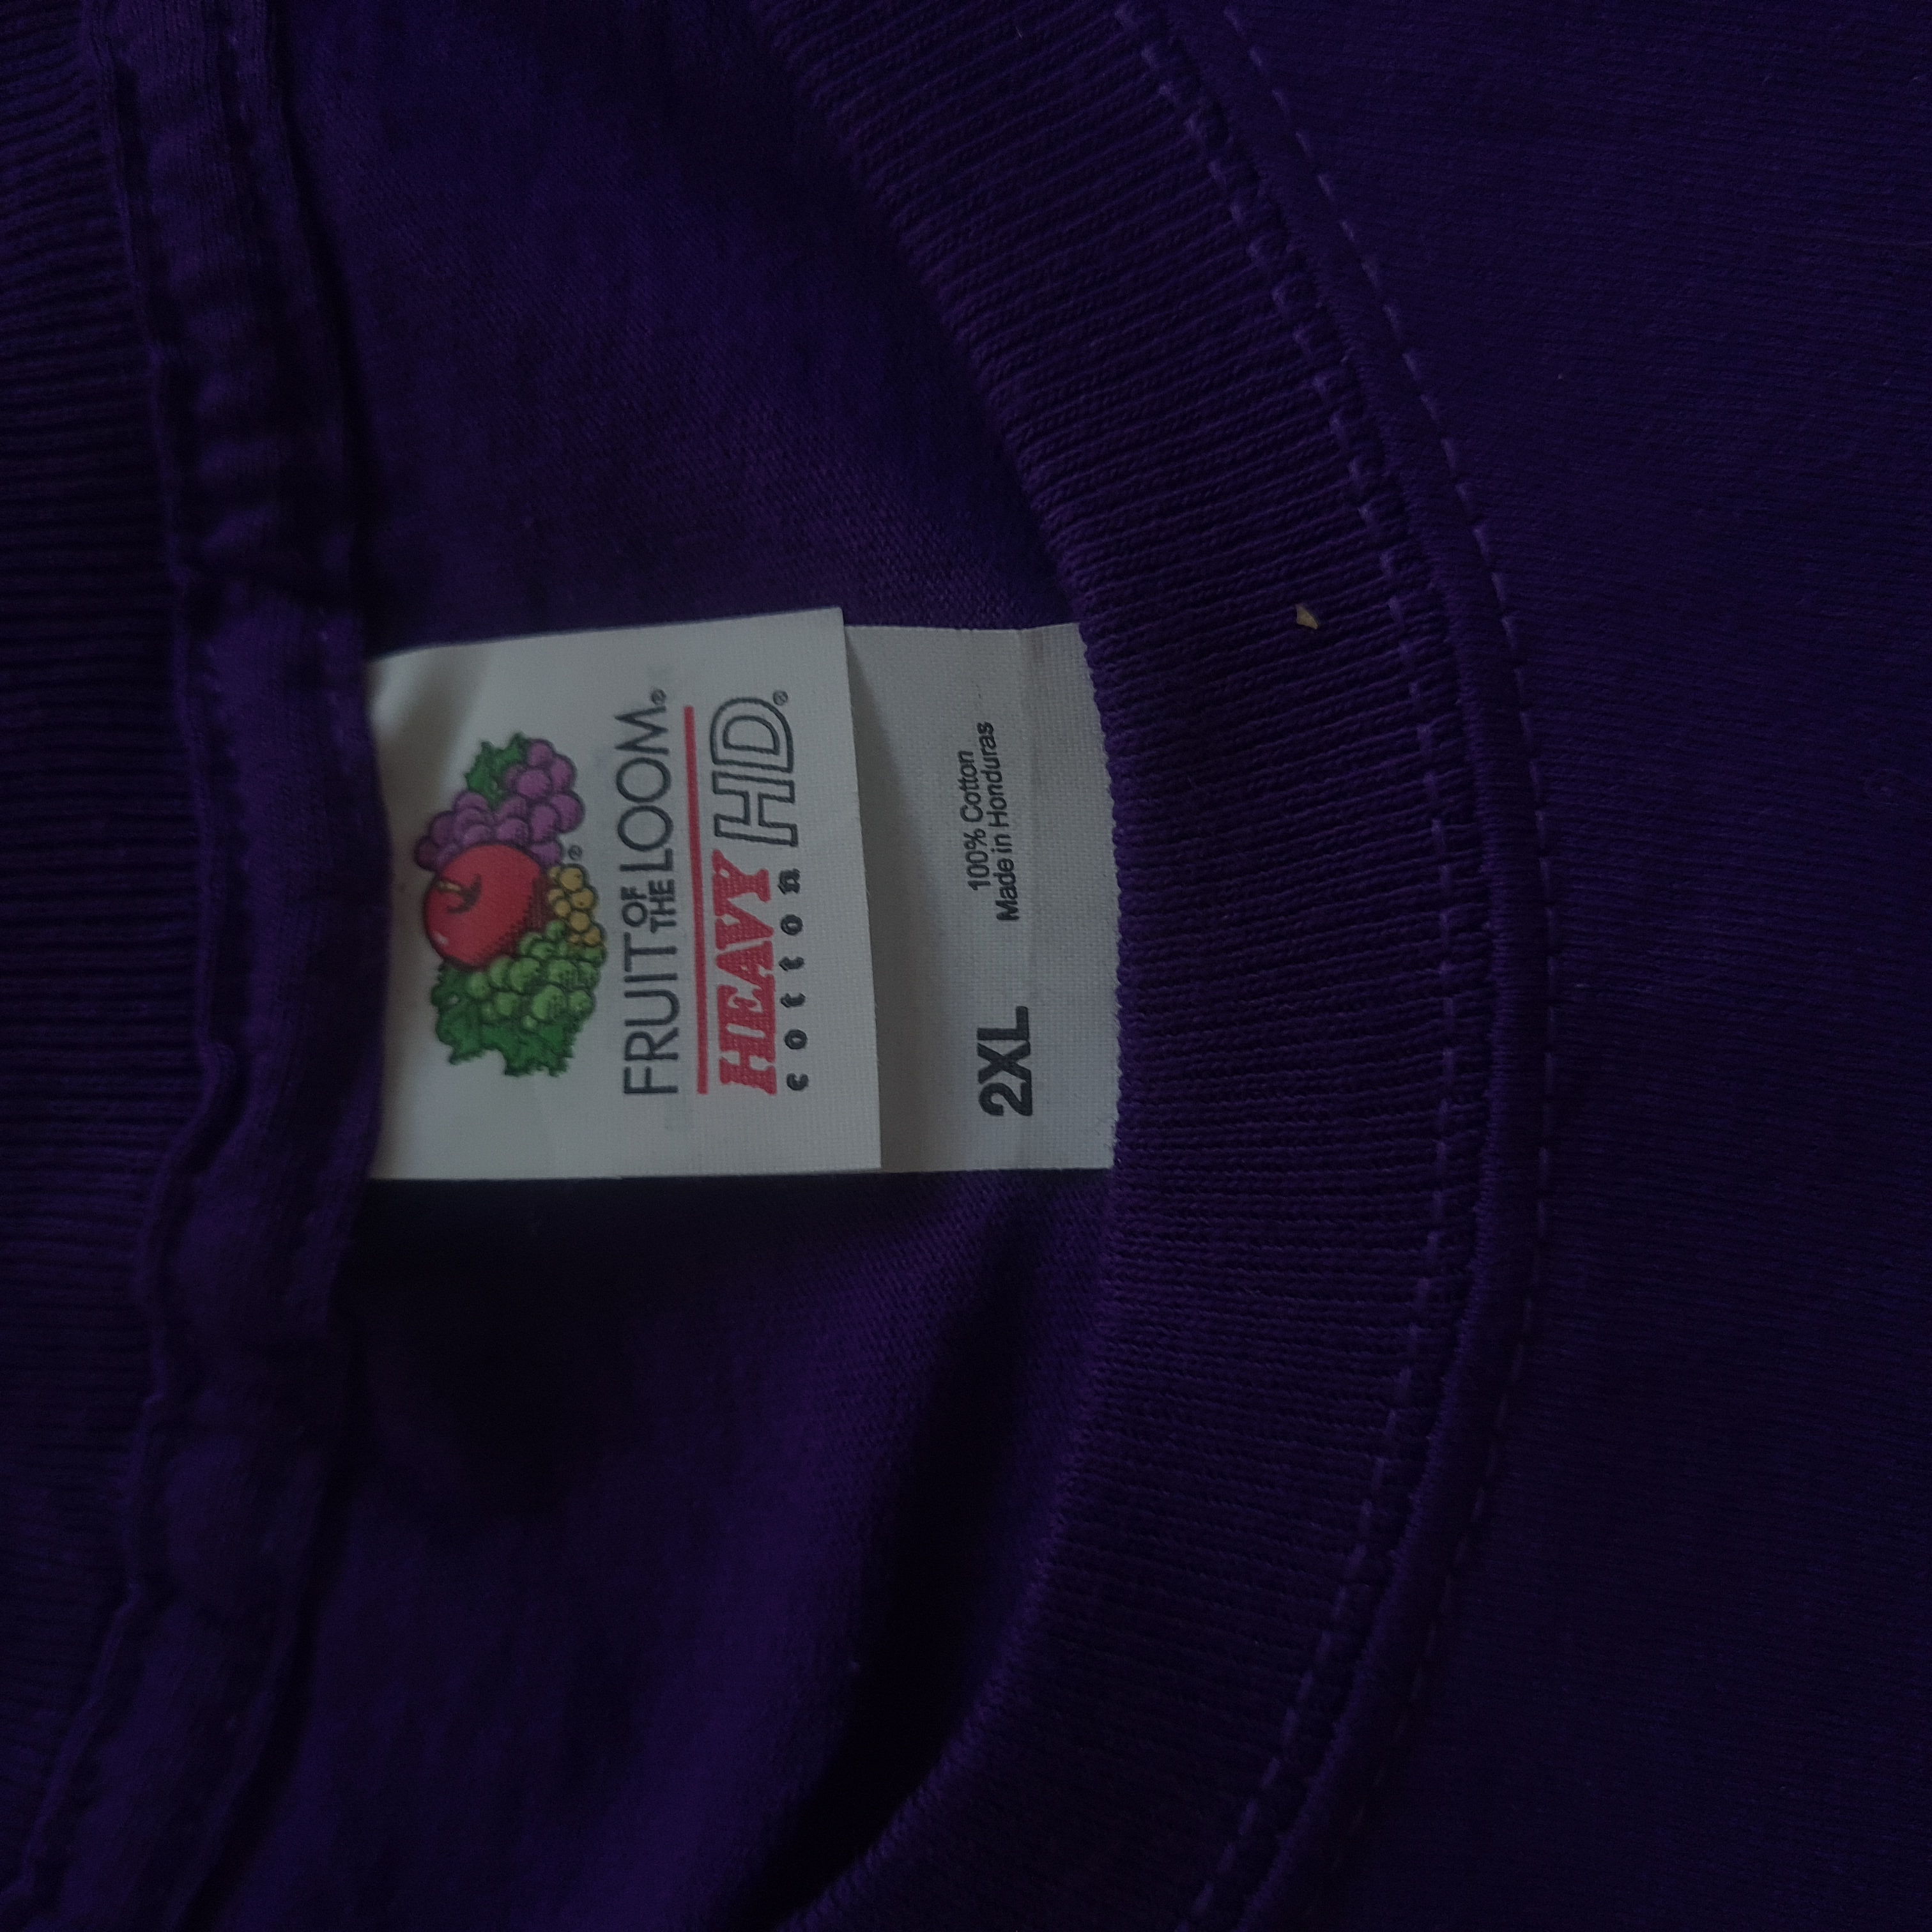 FRUIT OF THE LOOM®
HEAVY HD®
cotton
100% Cotton
Made in Honduras
2XL